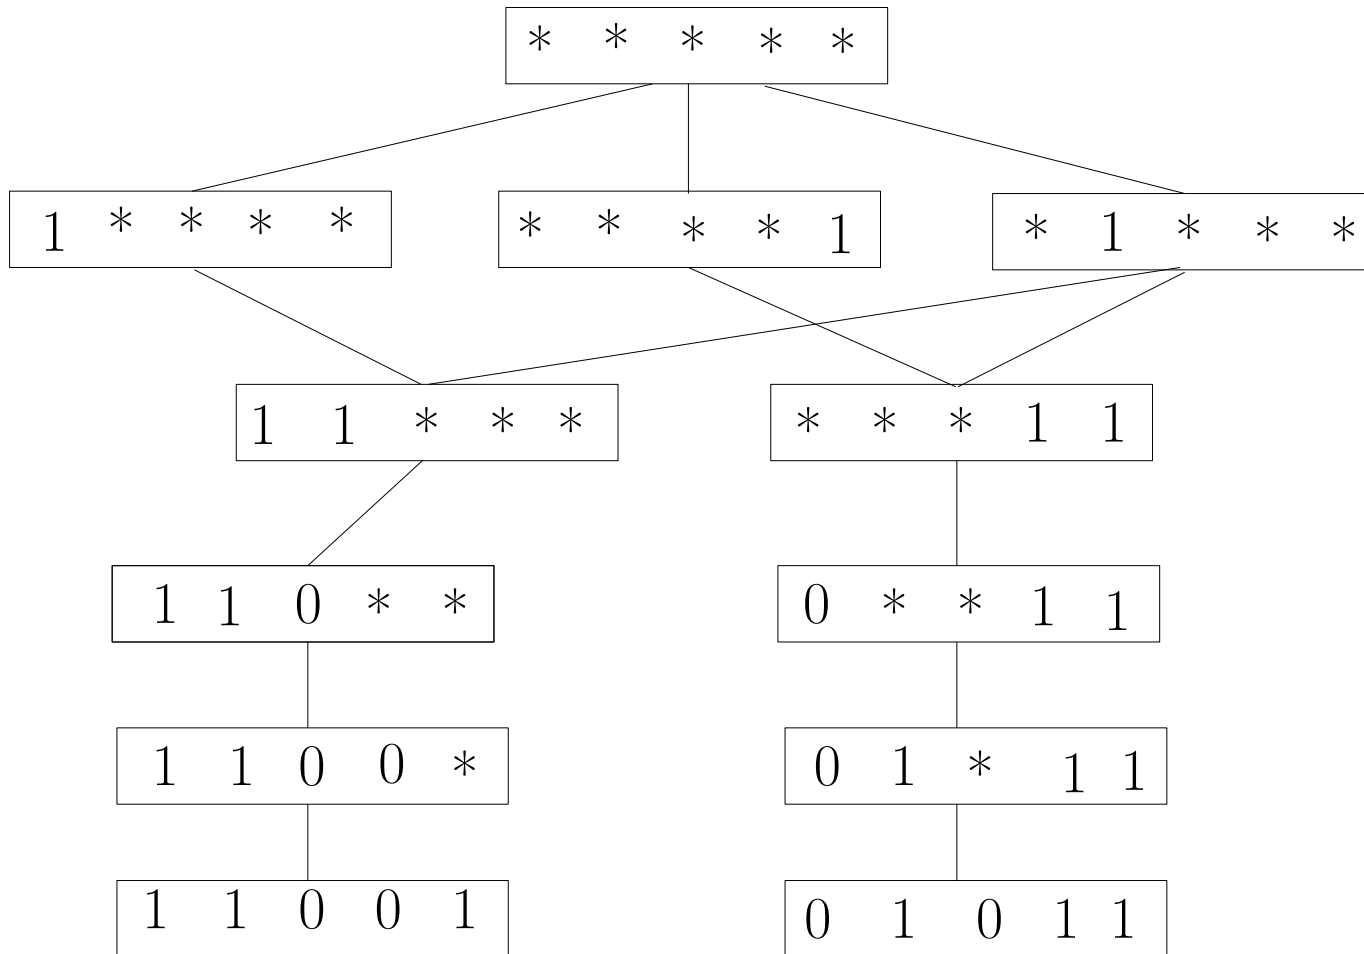 * * * * *
1 * * * *
* * * * 1
* 1 * * *
1 1 * * *
* * * 1 1
1 1 0 * *
0 * * 1 1
1 1 0 0 *
0 1 * 1 1
1 1 0 0 1
0 1 0 1 1